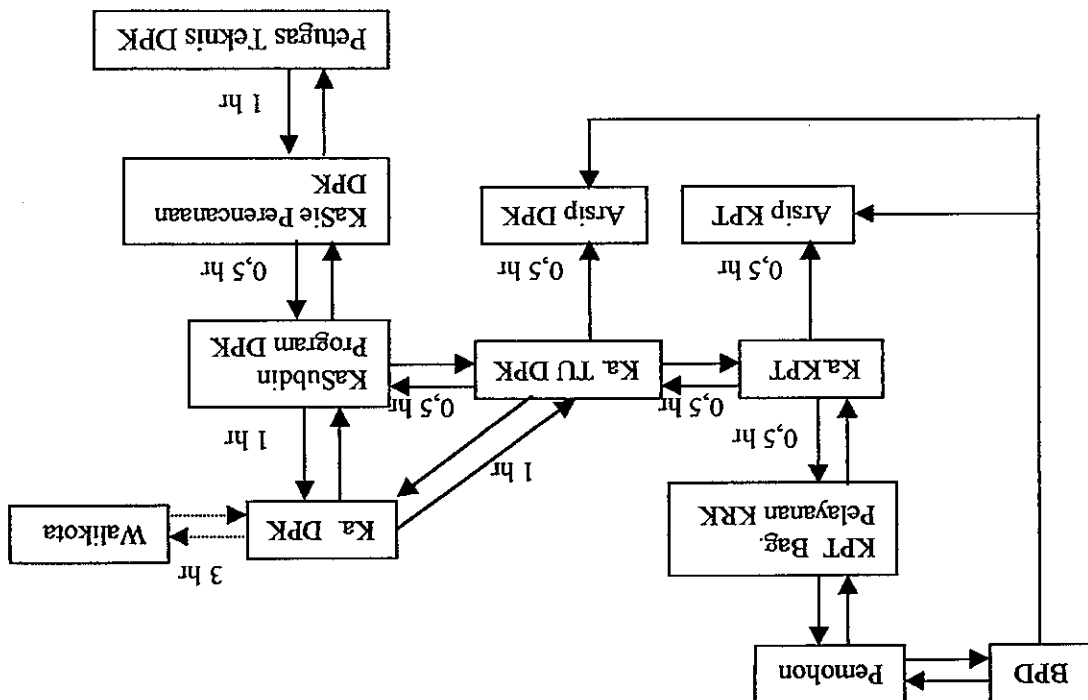 BPD
Pemohon
KPT Bag.
Pelayanan KRK
Ka. DPK
Walikota
3 hr
0,5 hr
1 hr
1 hr
Ka.KPT
0,5 hr
Ka. TU DPK
0,5 hr
KaSubdin
Program DPK
0,5 hr
0,5 hr
0,5 hr
Arsip KPT
Arsip DPK
KaSie Perencanaan
DPK
1 hr
Petugas Teknis DPK